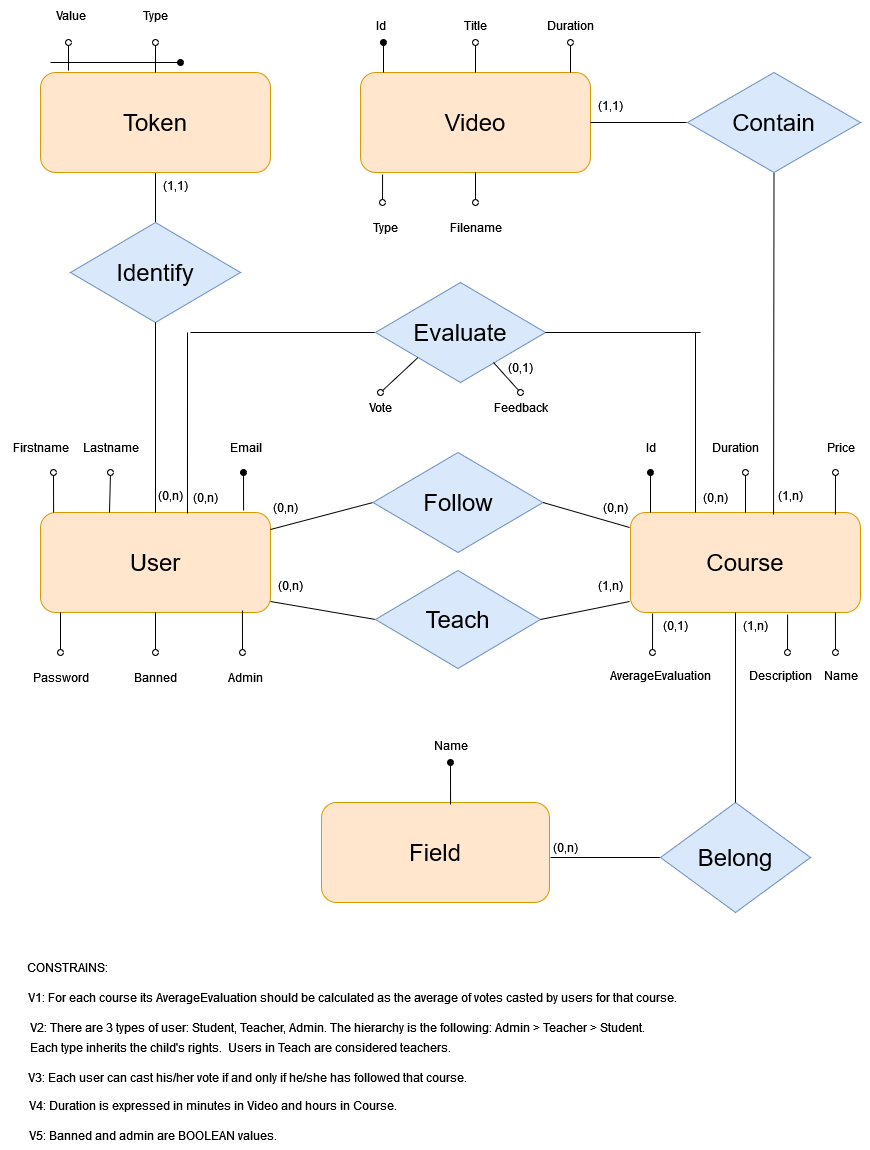 Value
Type
Id
Title
Duration
Token
Video
(1,1)
Contain
(1,1)
Type
Filename
Identify
Evaluate
(0,1)
Vote
Feedback
Firstname
Lastname
Email
Id
Duration
Price
(0,n)
(0,n)
(0,n)
Follow
(0,n)
(0,n)
(1,n)
User
Course
(0,n)
Teach
(1,n)
(0,1)
(1,n)
Password
Banned
Admin
AverageEvaluation
Description
Name
Name
Field
(0,n)
Belong
CONSTRAINS:
V1: For each course its AverageEvaluation should be calculated as the average of votes casted by users for that course.
V2: There are 3 types of user: Student, Teacher, Admin. The hierarchy is the following: Admin > Teacher > Student.
Each type inherits the child's rights. Users in Teach are considered teachers.
V3: Each user can cast his/her vote if and only if he/she has followed that course.
V4: Duration is expressed in minutes in Video and hours in Course.
V5: Banned and admin are BOOLEAN values.